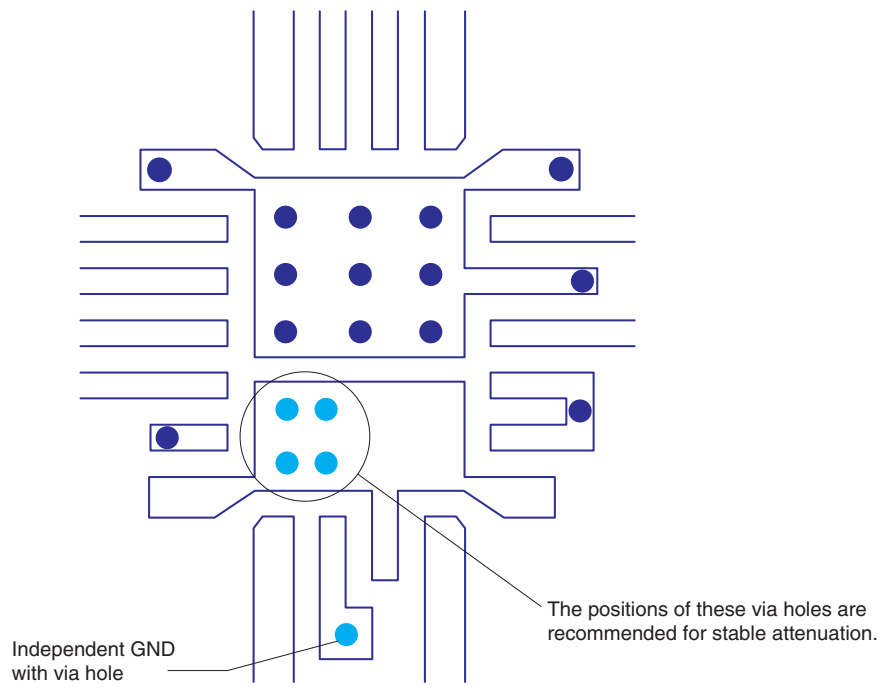 The positions of these via holes are
recommended for stable attenuation.
Independent GND
with via hole